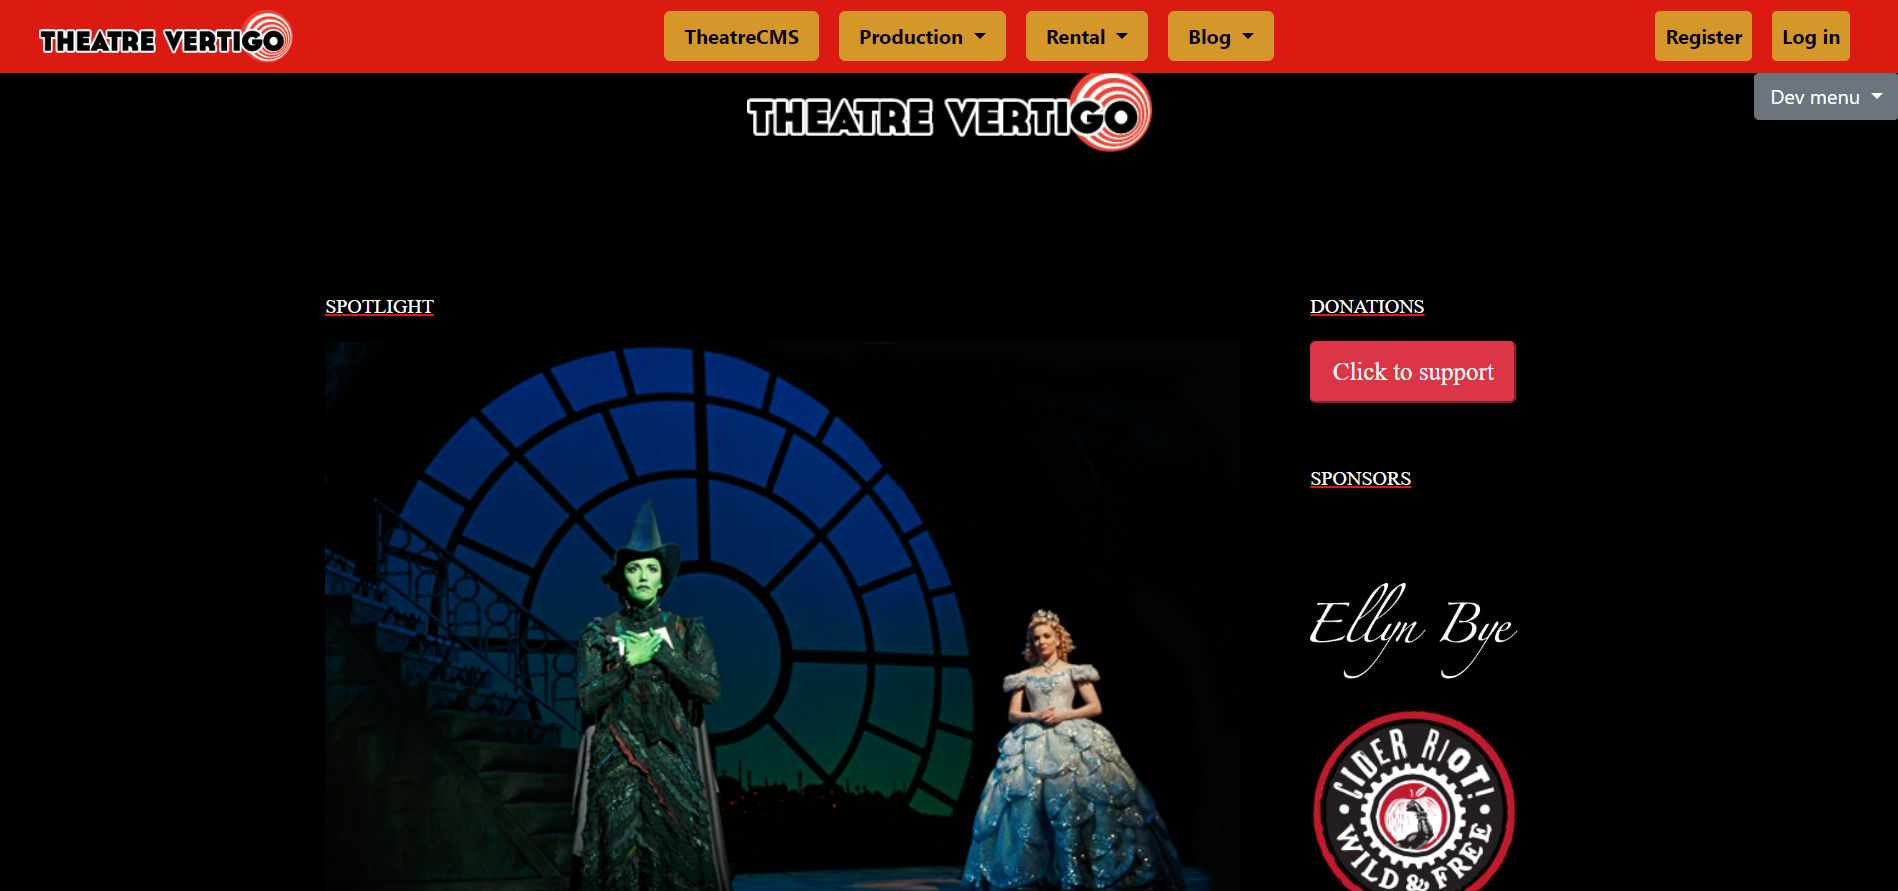 THEATRE VERTIGO
TheatreCMS
Production
Rental
Blog
Register
Log in
THEATRE VERTIGO
Dev menu
SPOTLIGHT
DONATIONS
Click to support
SPONSORS
Ellyn Bye
CIDER RIOT!
WILD & FREE